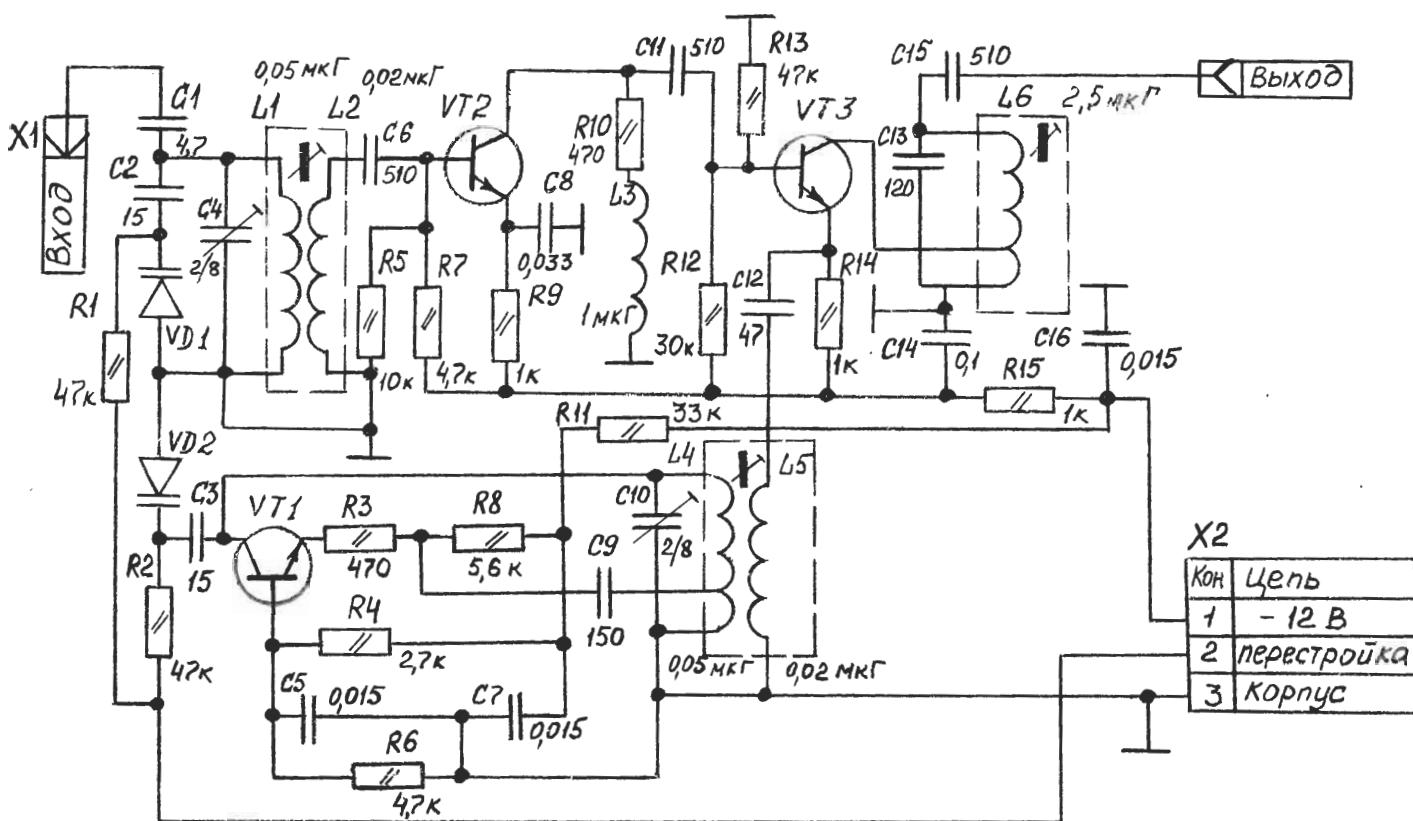 X1
Вход
C1
4,7
C2
15
R1
47к
VD1
VD2
C4
2/8
0,05 мкГ
L1
L2
0,02 мкГ
C6
510
R5
10к
R7
4,7к
VT2
C8
0,033
R9
1к
C11
510
R10
470
L3
1 мкГ
R13
47к
VT3
R12
30к
C12
47
R14
1к
C15
510
C13
120
L6
2,5 мкГ
Выход
C14
0,1
R15
1к
C16
0,015
R11
33к
R2
47к
C3
15
VT1
R3
470
R8
5,6к
C9
150
R4
2,7к
C5
0,015
C7
0,015
R6
4,7к
C10
2/8
L4
L5
0,05 мкГ
0,02 мкГ
X2
Кон Цепь
1 - 12 В
2 перестройка
3 Корпус